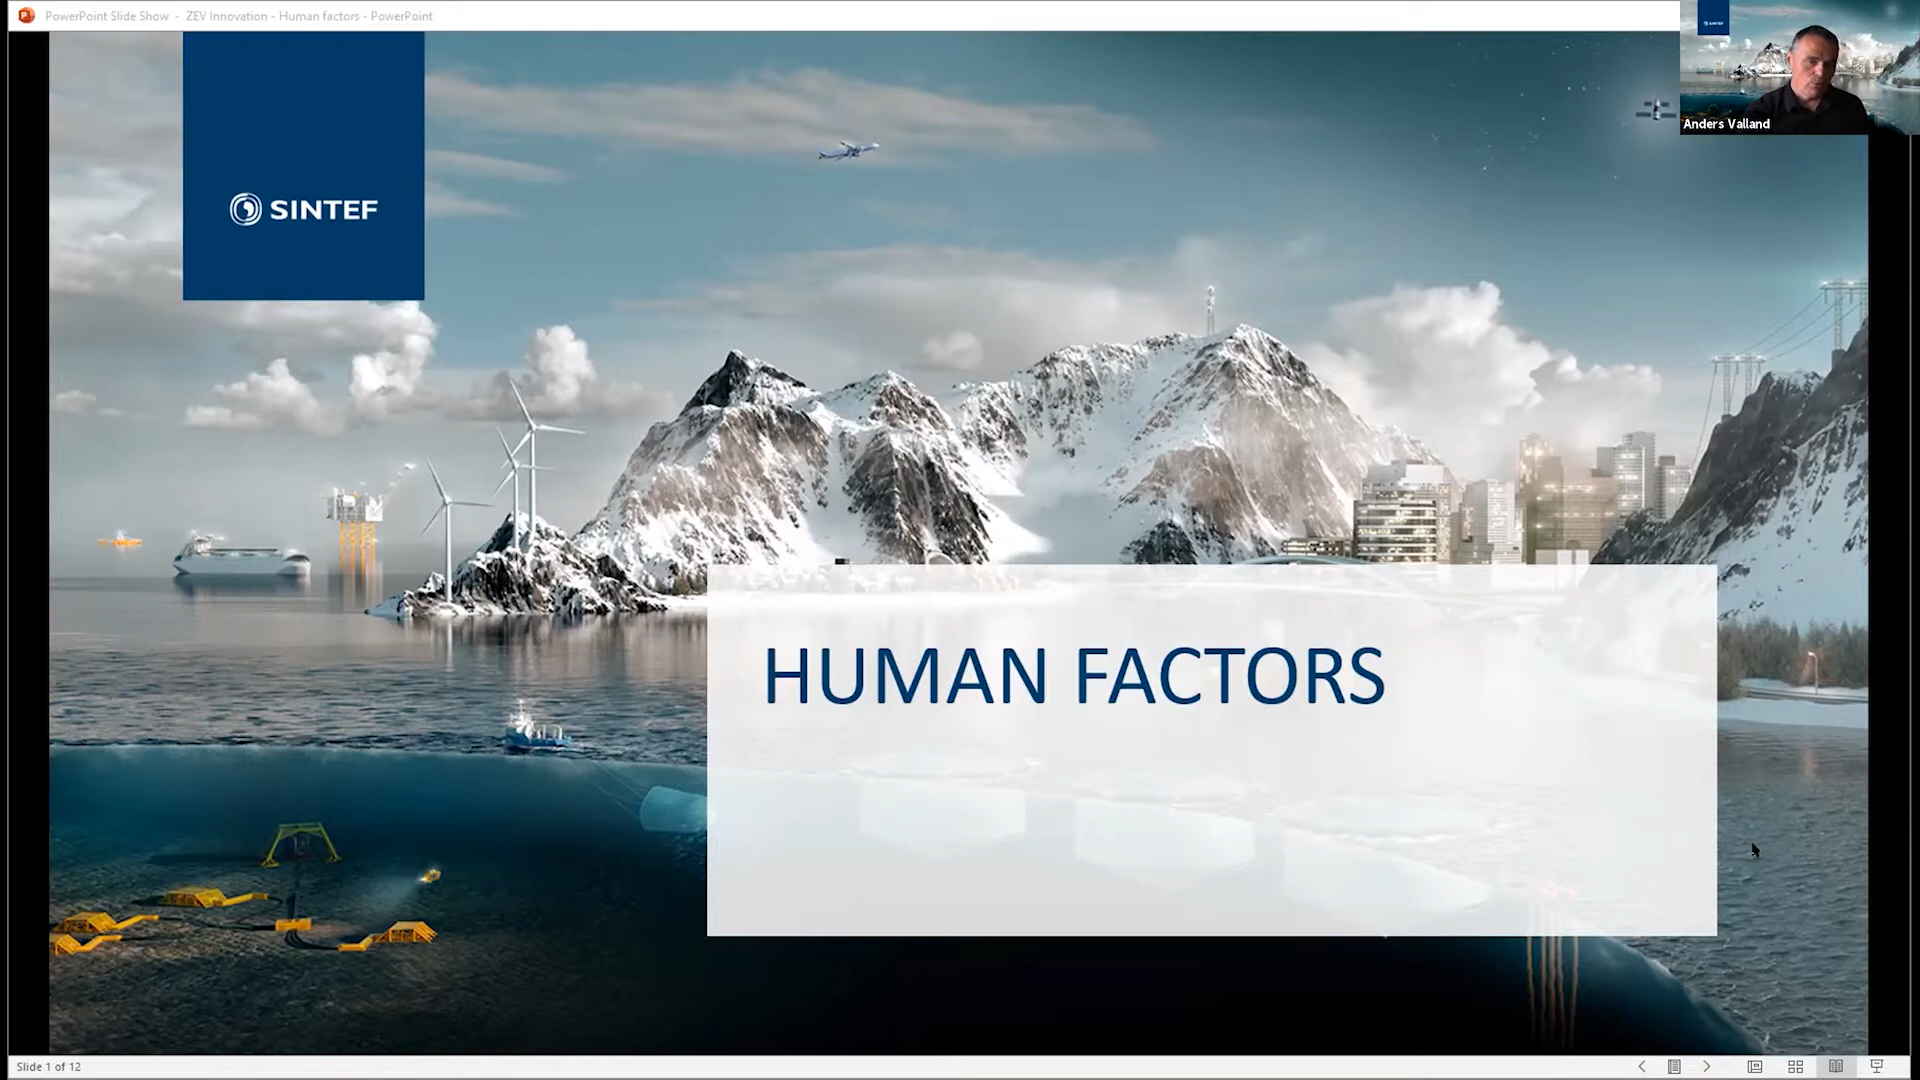 PowerPoint Slide Show - ZEV Innovation - Human factors - PowerPoint
SINTEF
Anders Valland
HUMAN FACTORS
Slide 1 of 12